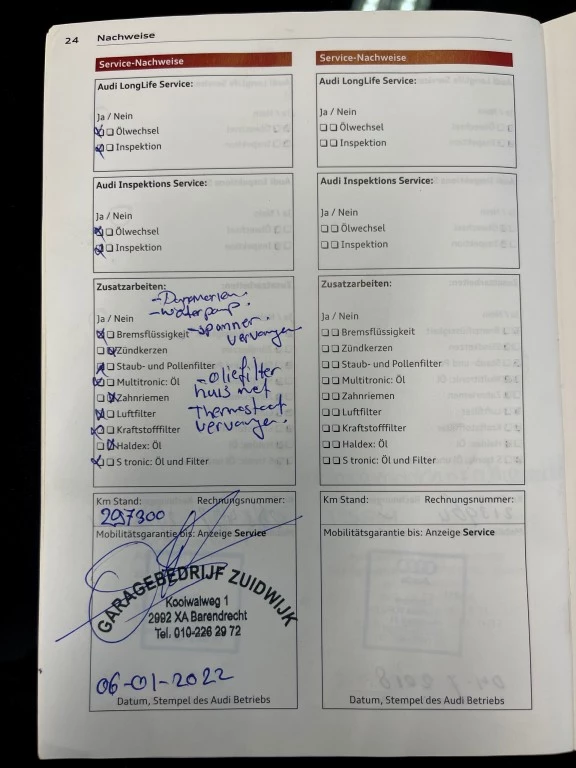 24 Nachweise
Service-Nachweise
Audi LongLife Service:
Ja / Nein
Ölwechsel
Inspektion
Audi Inspektions Service:
Ja / Nein
Ölwechsel
Inspektion
Zusatzarbeiten:
- waterpomp.
Ja / Nein
Bremsflüssigkeit - spanner.
vervangen
Zündkerzen
Staub- und Pollenfilter
Multitronic: Öl
Zahnriemen
Luftfilter
Kraftstofffilter
Haldex: Öl
S tronic: Öl und Filter
- oliefilter
huis met
Thermostaat
vervangen.
Km Stand: Rechnungsnummer:
297300
Mobilitätsgarantie bis: Anzeige Service
GARAGEBEDRIJF ZUIDWIJK
Kooiwalweg 1
2992 XA Barendrecht
Tel. 010-226 29 72
06-01-2022
Datum, Stempel des Audi Betriebs
Service-Nachweise
Audi LongLife Service:
Ja / Nein
Ölwechsel
Inspektion
Audi Inspektions Service:
Ja / Nein
Ölwechsel
Inspektion
Zusatzarbeiten:
Ja / Nein
Bremsflüssigkeit
Zündkerzen
Staub- und Pollenfilter
Multitronic: Öl
Zahnriemen
Luftfilter
Kraftstofffilter
Haldex: Öl
S tronic: Öl und Filter
Km Stand: Rechnungsnummer:
Mobilitätsgarantie bis: Anzeige Service
Datum, Stempel des Audi Betriebs